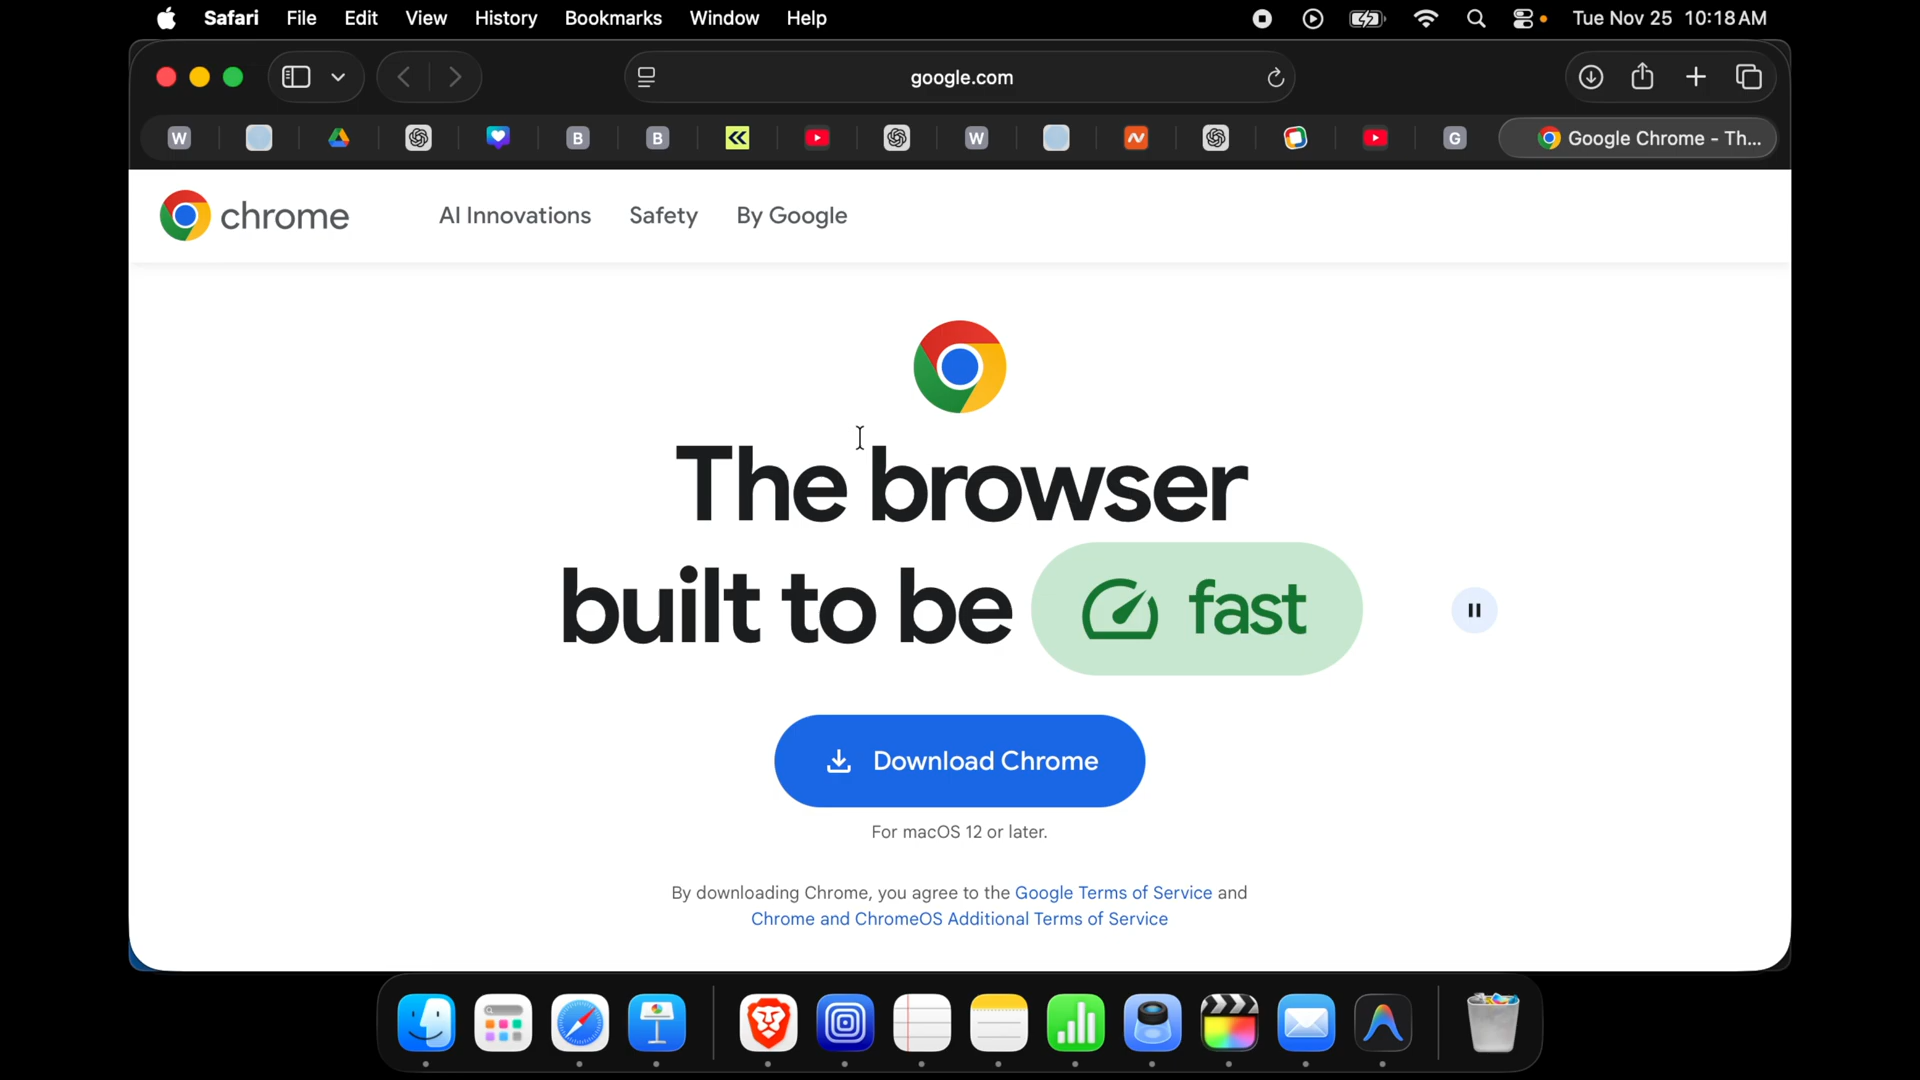 Safari File Edit View History Bookmarks Window Help Tue Nov 25 10:18 AM
google.com
W B B W G Google Chrome - Th...
chrome AI Innovations Safety By Google
The browser
built to be fast
Download Chrome
For macOS 12 or later.
By downloading Chrome, you agree to the Google Terms of Service and
Chrome and ChromeOS Additional Terms of Service